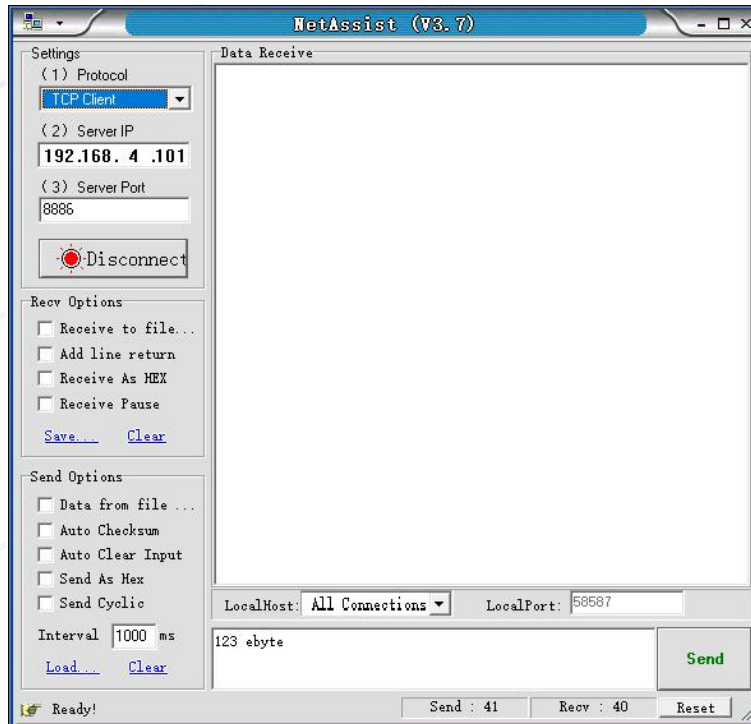 NetAssist (V3.7)
Settings
(1) Protocol
TCP Client
(2) Server IP
192.168. 4 .101
(3) Server Port
8886
Disconnect
Recv Options
Receive to file...
Add line return
Receive As HEX
Receive Pause
Save... Clear
Send Options
Data from file ...
Auto Checksum
Auto Clear Input
Send As Hex
Send Cyclic
Interval 1000 ms
Load... Clear
Data Receive
LocalHost: All Connections LocalPort: 58587
123 ebyte
Send
Ready! Send : 41 Recv : 40 Reset